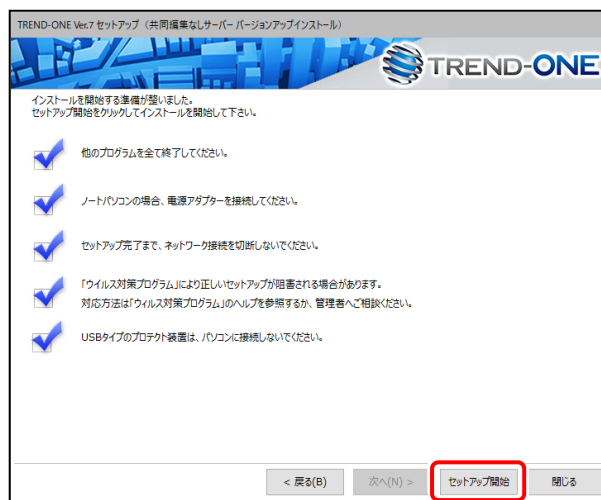 TREND-ONE Ver.7 セットアップ（共同編集なしサーバー バージョンアップインストール）
TREND-ONE
インストールを開始する準備が整いました。
セットアップ開始をクリックしてインストールを開始して下さい。
他のプログラムを全て終了してください。
ノートパソコンの場合、電源アダプターを接続してください。
セットアップ完了まで、ネットワーク接続を切断しないでください。
「ウイルス対策プログラム」により正しいセットアップが阻害される場合があります。
対応方法は「ウィルス対策プログラム」のヘルプを参照するか、管理者へご相談ください。
USBタイプのプロテクト装置は、パソコンに接続しないでください。
< 戻る(B)
次へ(N) >
セットアップ開始
閉じる